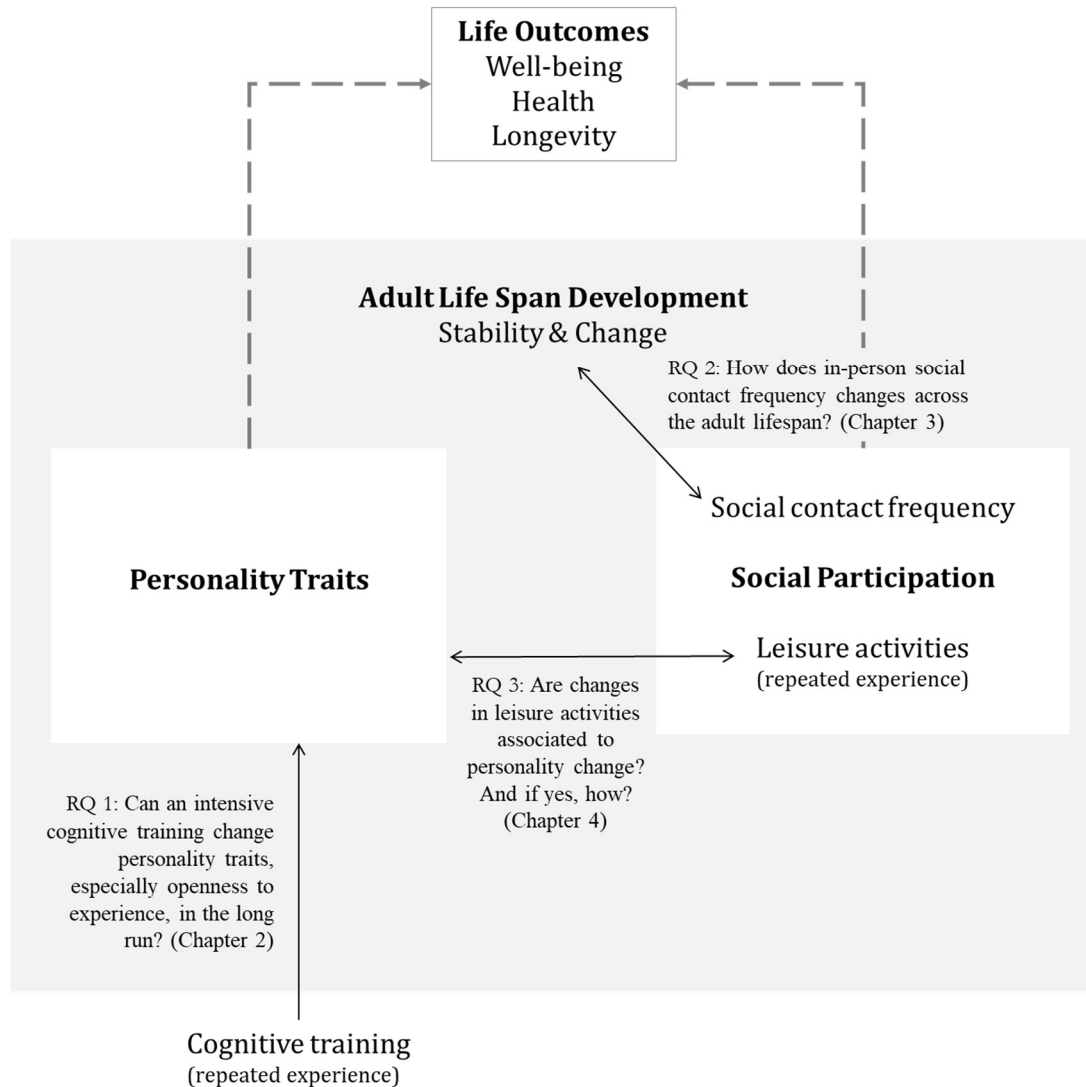 Life Outcomes
Well-being
Health
Longevity
Adult Life Span Development
Stability & Change
RQ 2: How does in-person social
contact frequency changes across
the adult lifespan? (Chapter 3)
Social contact frequency
Personality Traits
Social Participation
Leisure activities
(repeated experience)
RQ 3: Are changes
in leisure activities
associated to
personality change?
And if yes, how?
(Chapter 4)
RQ 1: Can an intensive
cognitive training change
personality traits,
especially openness to
experience, in the long
run? (Chapter 2)
Cognitive training
(repeated experience)